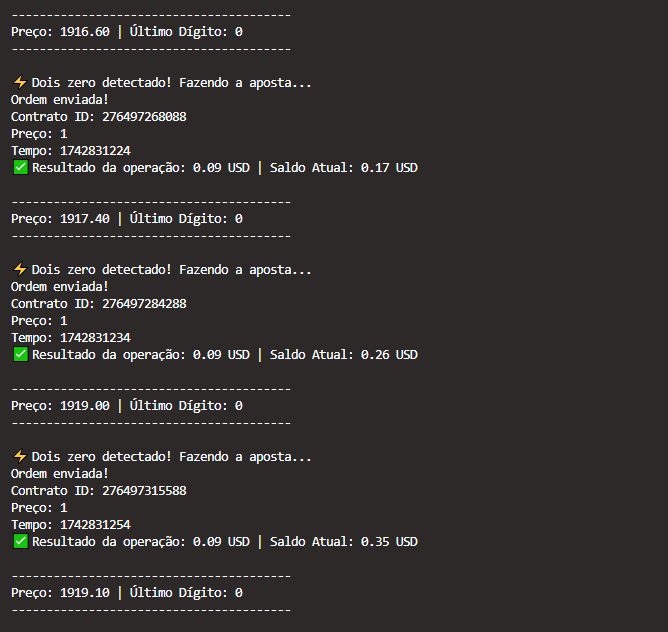 ----------------------------------------
Preço: 1916.60 | Último Dígito: 0
----------------------------------------
⚡ Dois zero detectado! Fazendo a aposta...
Ordem enviada!
Contrato ID: 276497268088
Preço: 1
Tempo: 1742831224
✅ Resultado da operação: 0.09 USD | Saldo Atual: 0.17 USD
----------------------------------------
Preço: 1917.40 | Último Dígito: 0
----------------------------------------
⚡ Dois zero detectado! Fazendo a aposta...
Ordem enviada!
Contrato ID: 276497284288
Preço: 1
Tempo: 1742831234
✅ Resultado da operação: 0.09 USD | Saldo Atual: 0.26 USD
----------------------------------------
Preço: 1919.00 | Último Dígito: 0
----------------------------------------
⚡ Dois zero detectado! Fazendo a aposta...
Ordem enviada!
Contrato ID: 276497315588
Preço: 1
Tempo: 1742831254
✅ Resultado da operação: 0.09 USD | Saldo Atual: 0.35 USD
----------------------------------------
Preço: 1919.10 | Último Dígito: 0
----------------------------------------